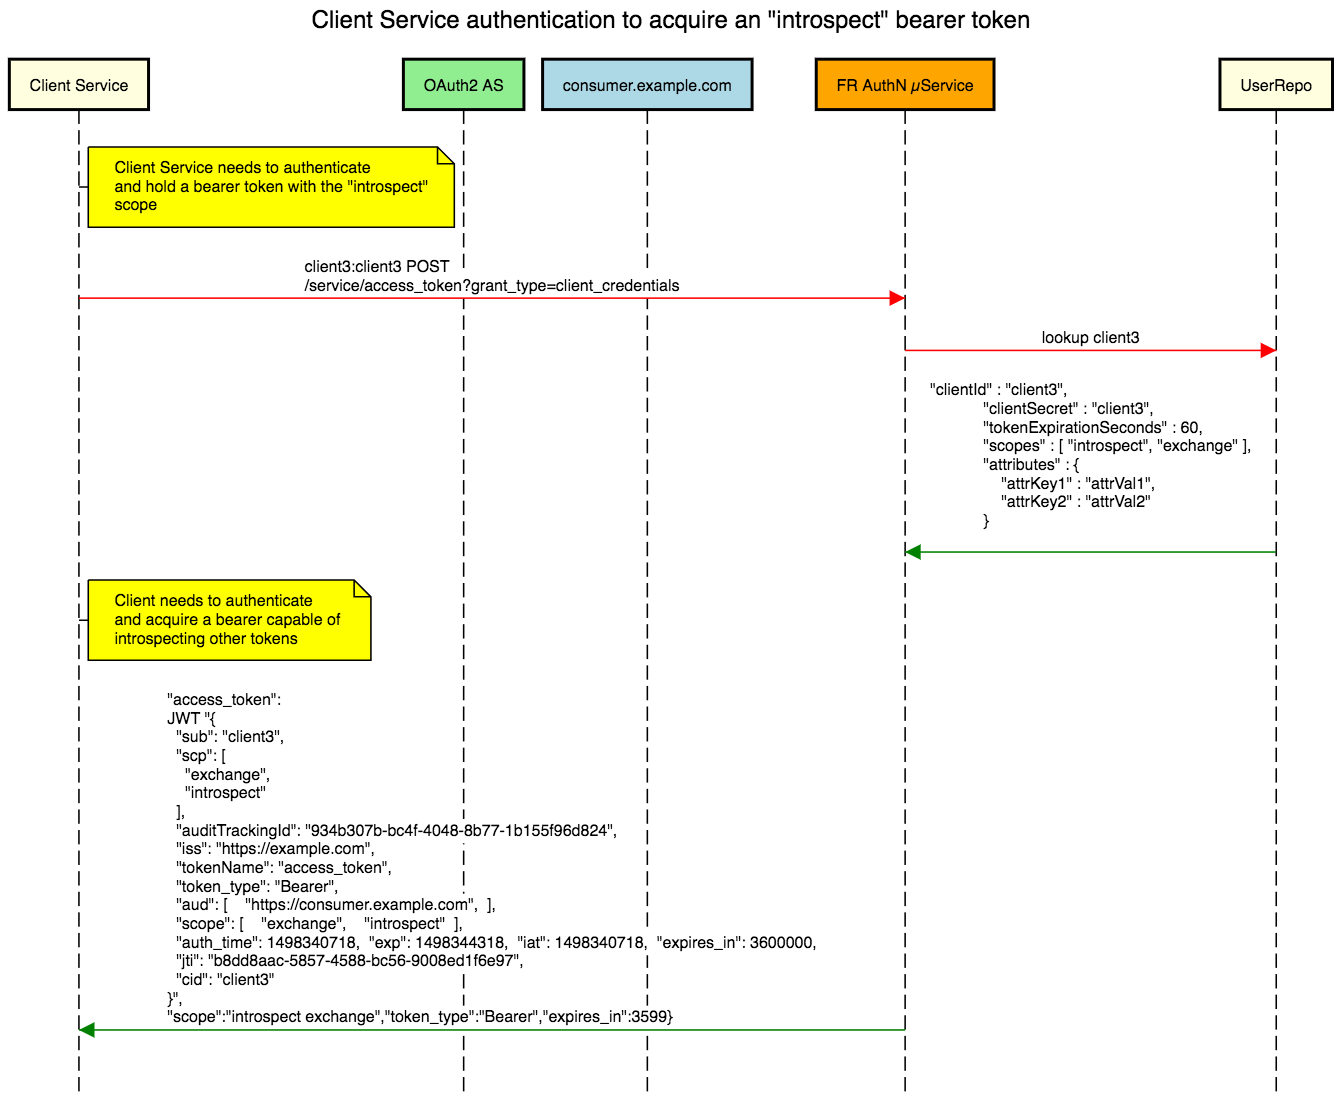 Client Service authentication to acquire an "introspect" bearer token
Client Service
OAuth2 AS
consumer.example.com
FR AuthN µService
UserRepo
Client Service needs to authenticate
and hold a bearer token with the "introspect"
scope
client3:client3 POST
/service/access_token?grant_type=client_credentials
lookup client3
"clientId" : "client3",
"clientSecret" : "client3",
"tokenExpirationSeconds" : 60,
"scopes" : [ "introspect", "exchange" ],
"attributes" : {
"attrKey1" : "attrVal1",
"attrKey2" : "attrVal2"
}
Client needs to authenticate
and acquire a bearer capable of
introspecting other tokens
"access_token":
JWT "{
"sub": "client3",
"scp": [
"exchange",
"introspect"
],
"auditTrackingId": "934b307b-bc4f-4048-8b77-1b155f96d824",
"iss": "https://example.com",
"tokenName": "access_token",
"token_type": "Bearer",
"aud": [    "https://consumer.example.com",  ],
"scope": [    "exchange",    "introspect"  ],
"auth_time": 1498340718,  "exp": 1498344318,  "iat": 1498340718,  "expires_in": 3600000,
"jti": "b8dd8aac-5857-4588-bc56-9008ed1f6e97",
"cid": "client3"
}",
"scope":"introspect exchange","token_type":"Bearer","expires_in":3599}